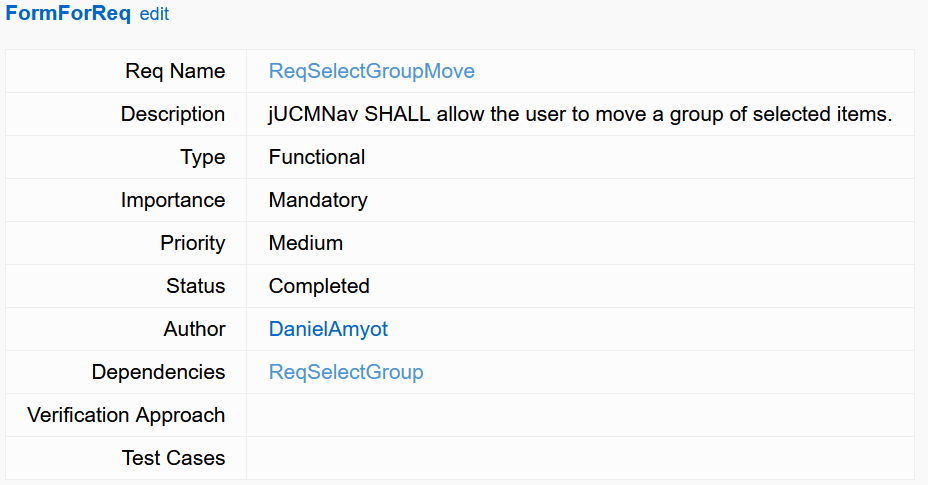 FormForReq edit
Req Name ReqSelectGroupMove
Description jUCMNav SHALL allow the user to move a group of selected items.
Type Functional
Importance Mandatory
Priority Medium
Status Completed
Author DanielAmyot
Dependencies ReqSelectGroup
Verification Approach
Test Cases